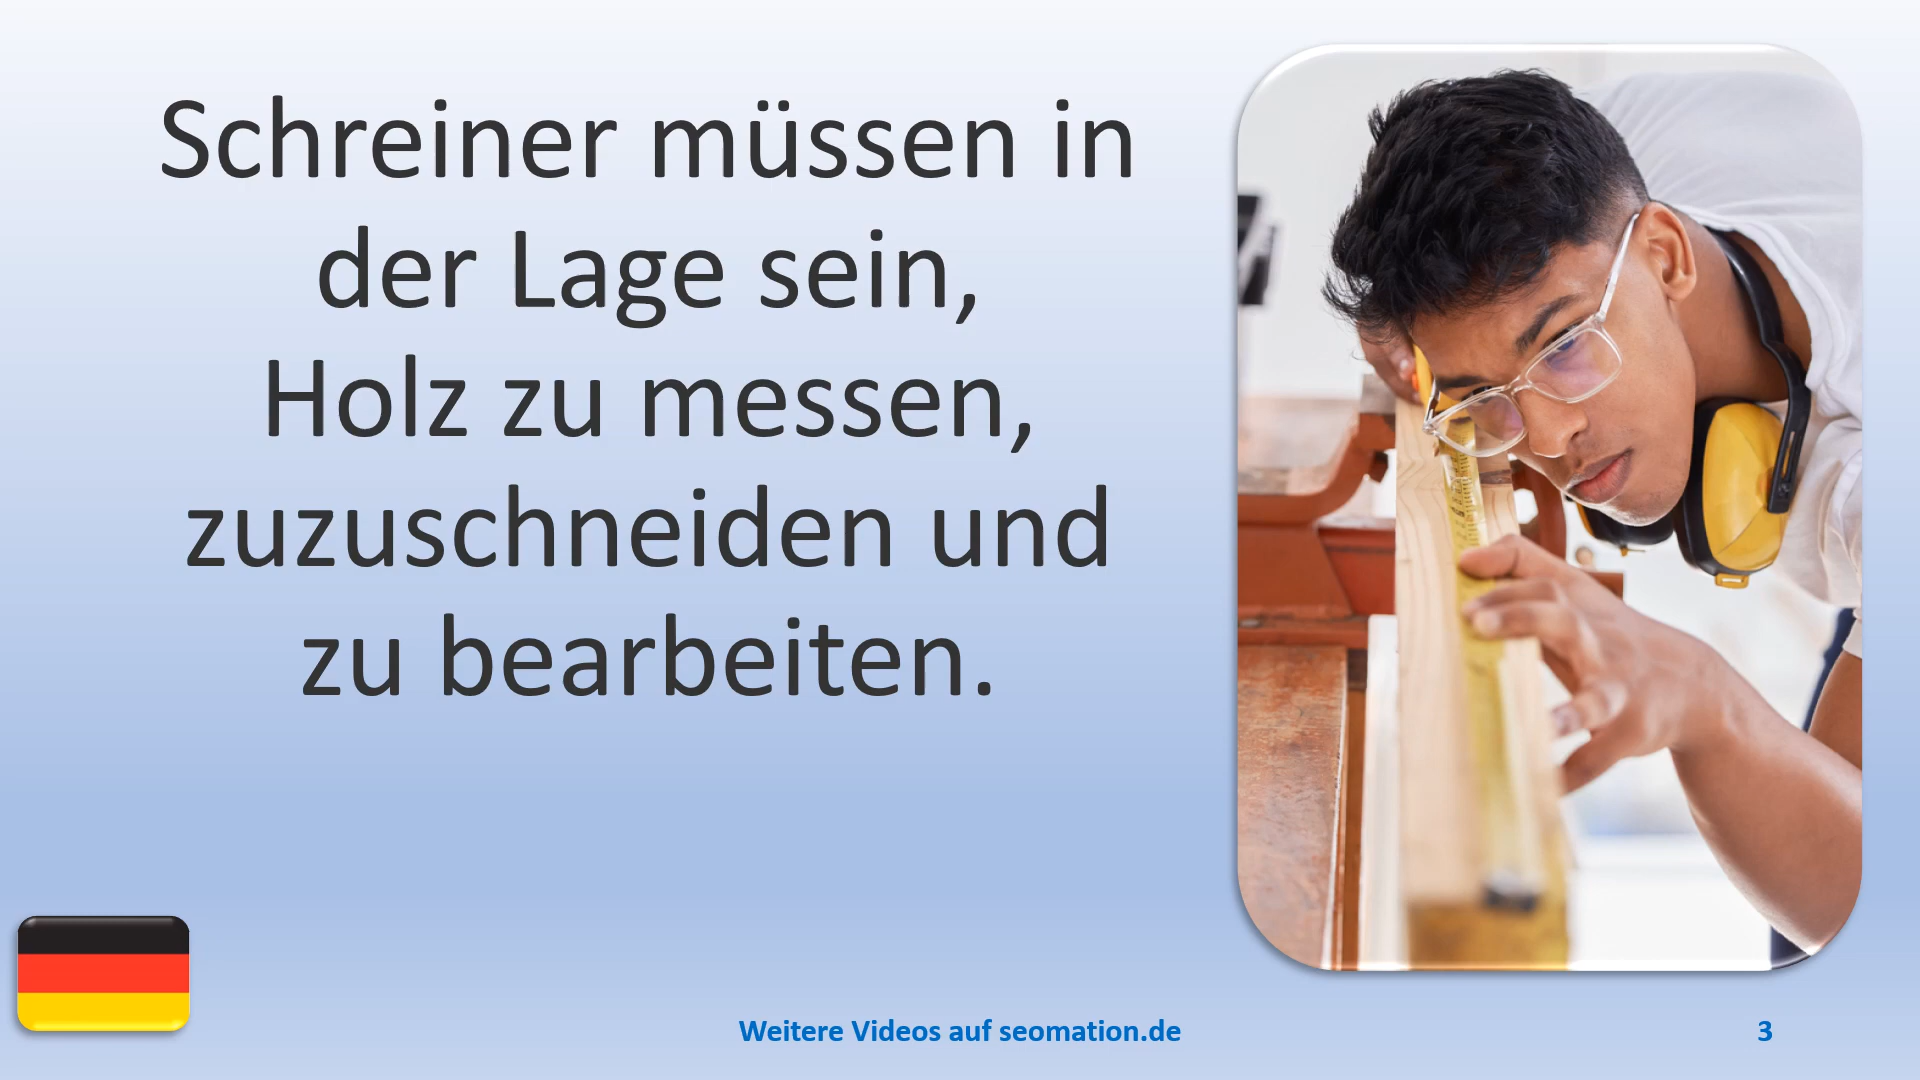 Schreiner müssen in
der Lage sein,
Holz zu messen,
zuzuschneiden und
zu bearbeiten.
Weitere Videos auf seomation.de
3